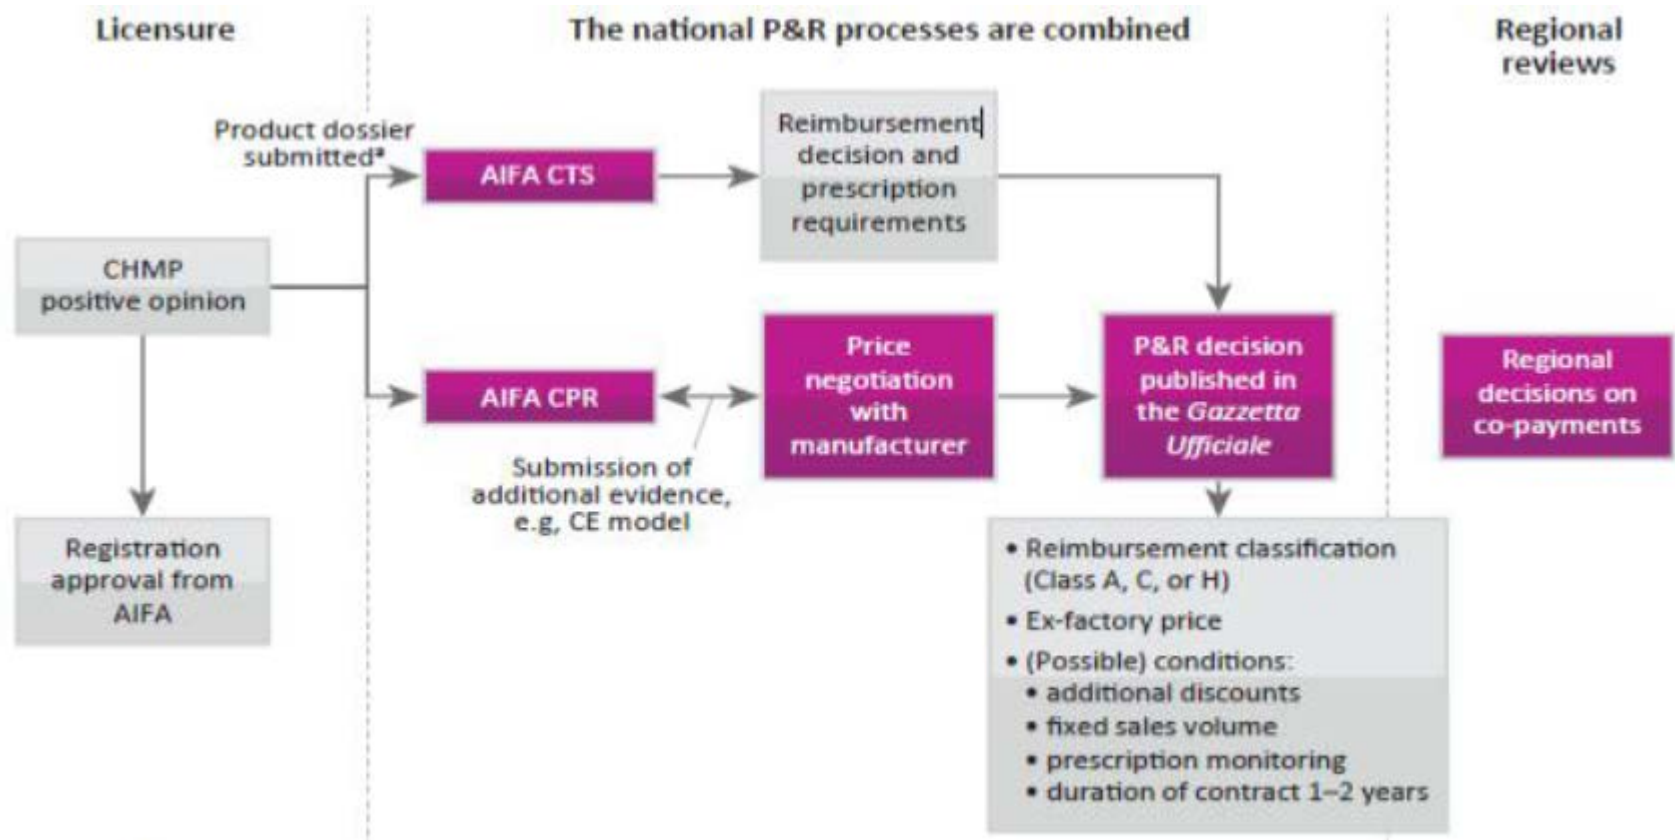 Licensure
The national P&R processes are combined
Regional
reviews
Product dossier
submittedª
AIFA CTS
Reimbursement
decision and
prescription
requirements
CHMP
positive opinion
AIFA CPR
Price
negotiation
with
manufacturer
P&R decision
published in
the Gazzetta
Ufficiale
Regional
decisions on
co-payments
Submission of
additional evidence,
e.g, CE model
Registration
approval from
AIFA
• Reimbursement classification
(Class A, C, or H)
• Ex-factory price
• (Possible) conditions:
• additional discounts
• fixed sales volume
• prescription monitoring
• duration of contract 1–2 years